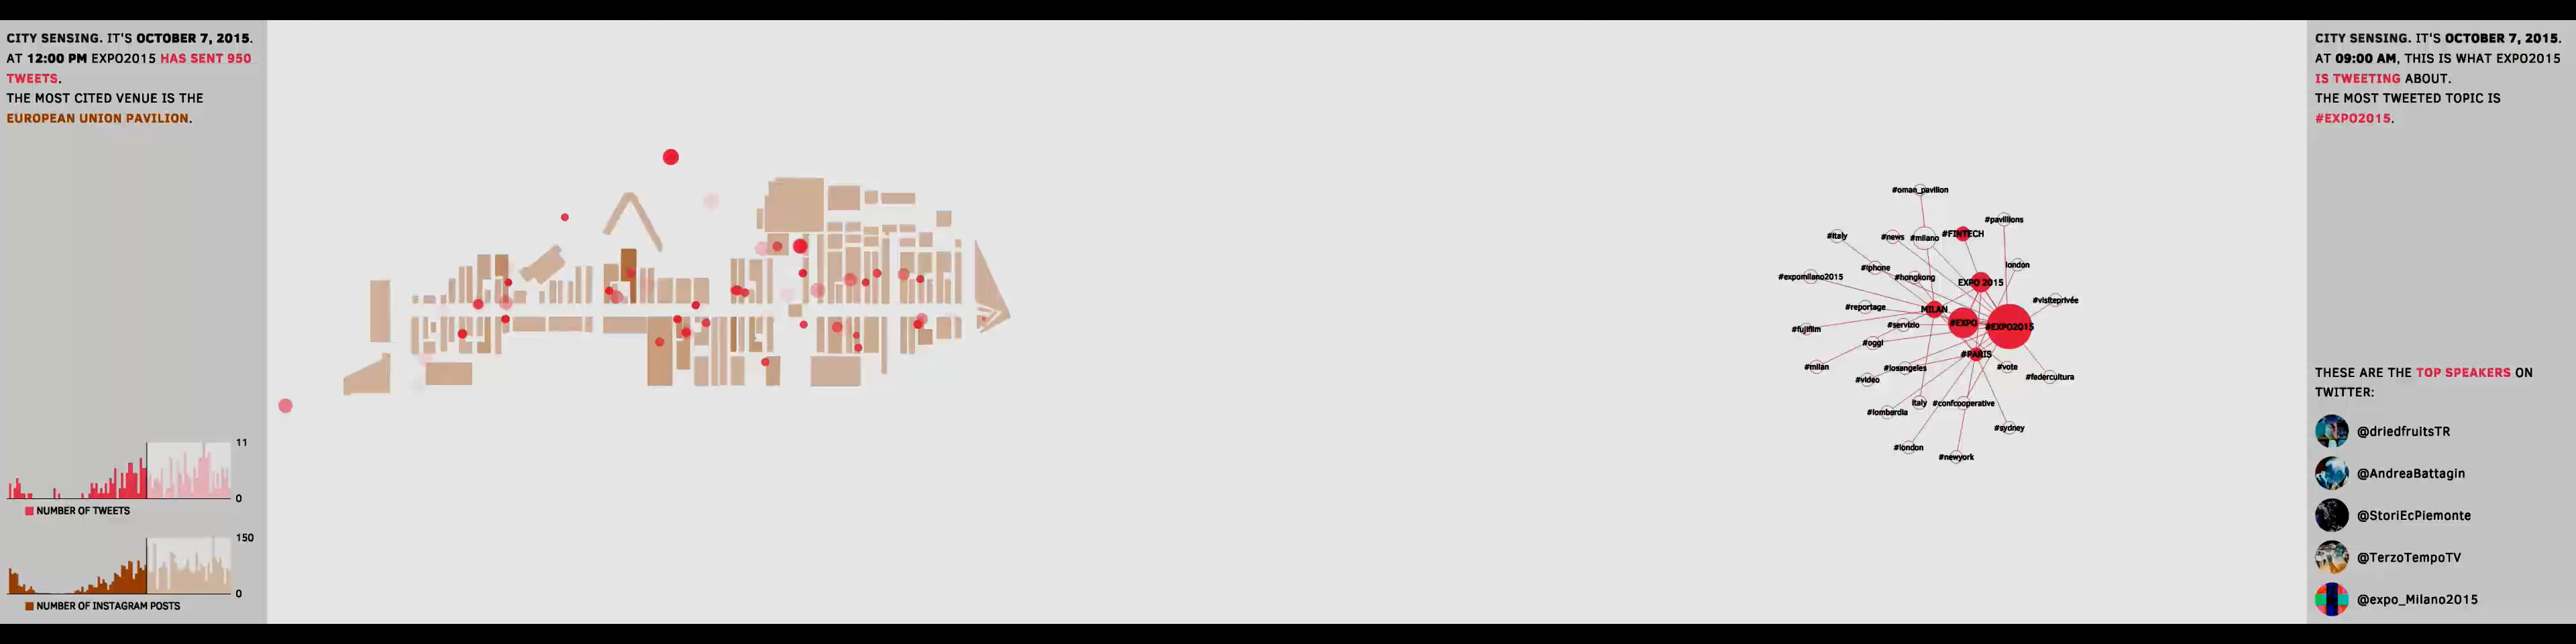 CITY SENSING. IT'S OCTOBER 7, 2015.
AT 12:00 PM EXPO2015 HAS SENT 950
TWEETS.
THE MOST CITED VENUE IS THE
EUROPEAN UNION PAVILION.
11
0
NUMBER OF TWEETS
150
0
NUMBER OF INSTAGRAM POSTS
#oman_pavilion
#pavilions
#italy
#news
#milano
#FINTECH
london
#iphone
#expomilano2015
#hongkong
EXPO 2015
#visiteprivée
#reportage
MILAN
#EXPO
#EXPO2015
#servizio
#fujifilm
#oggi
#PARIS
#milan
#losangeles
#vote
#video
#federcultura
Italy
#confcooperative
#lombardia
#sydney
#london
#newyork
CITY SENSING. IT'S OCTOBER 7, 2015.
AT 09:00 AM, THIS IS WHAT EXPO2015
IS TWEETING ABOUT.
THE MOST TWEETED TOPIC IS
#EXPO2015.
THESE ARE THE TOP SPEAKERS ON
TWITTER:
@driedfruitsTR
@AndreaBattagin
@StoriEcPiemonte
@TerzoTempoTV
@expo_Milano2015